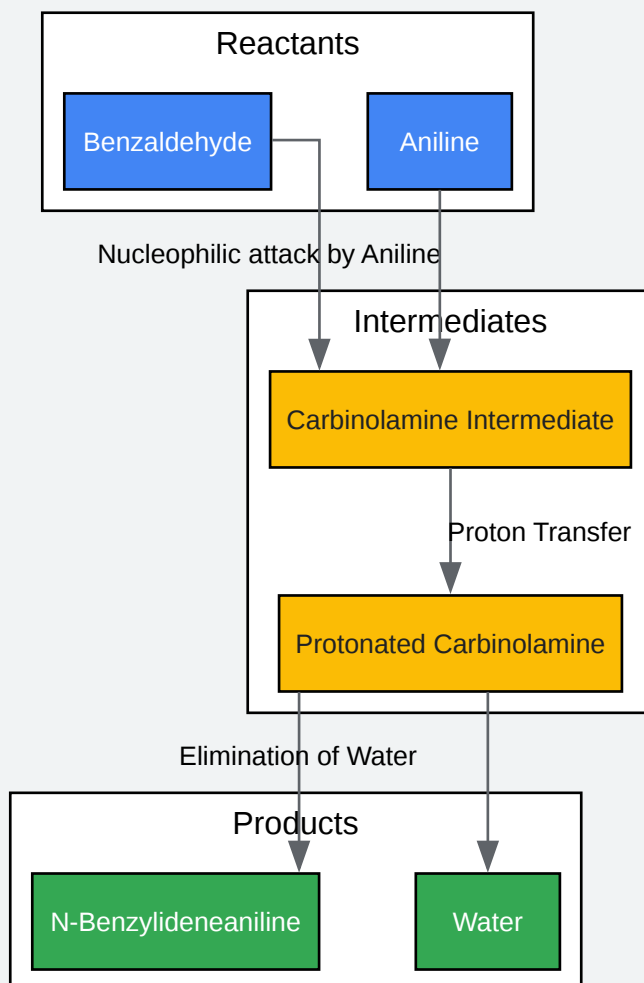 Reactants
Benzaldehyde
Aniline
Nucleophilic attack by Aniline
Intermediates
Carbinolamine Intermediate
Proton Transfer
Protonated Carbinolamine
Elimination of Water
Products
N-Benzylideneaniline
Water